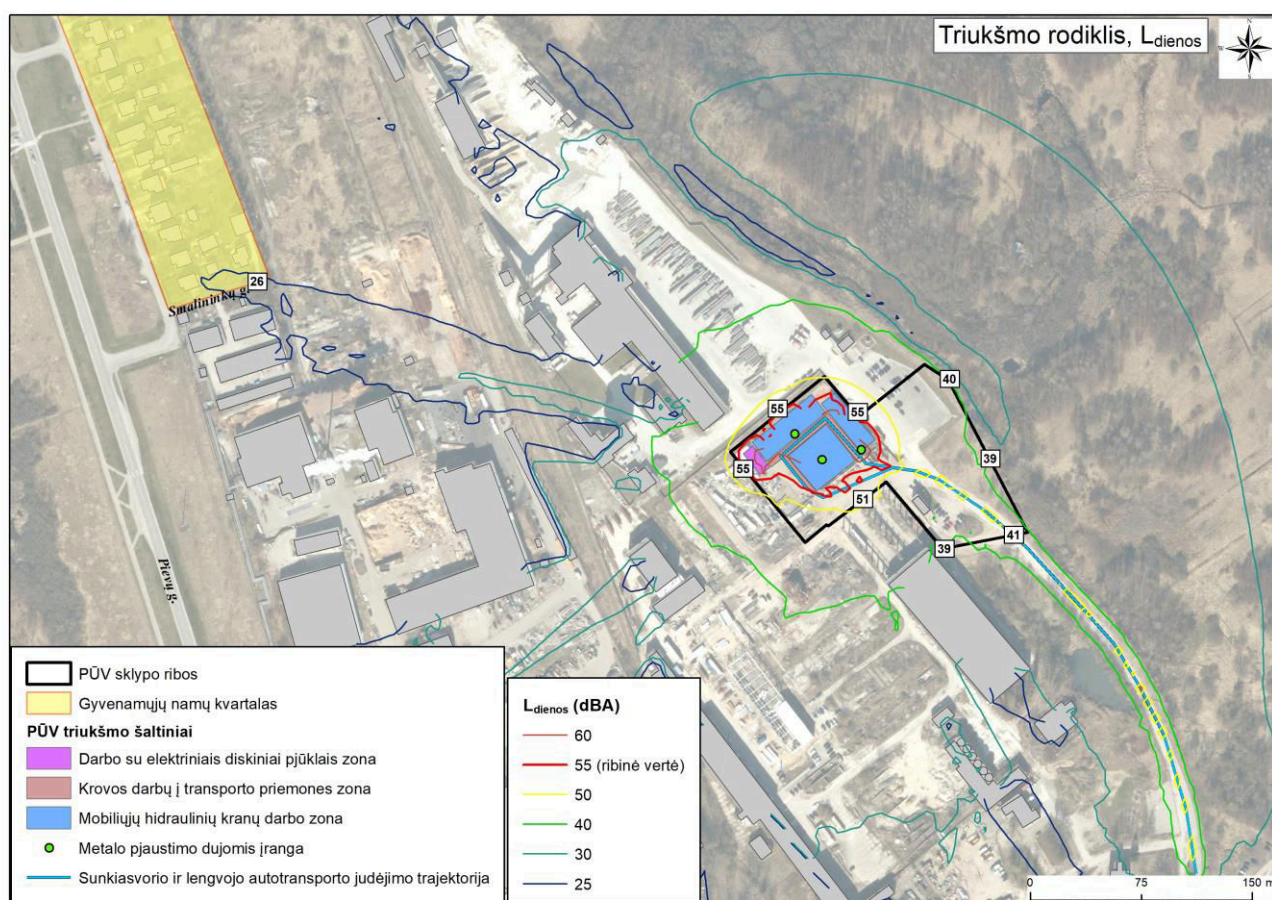 Triukšmo rodiklis, Ldienos
N
W
E
S
26
Smalininkų g.
40
55
55
39
55
51
41
39
Pievų g.
PŪV sklypo ribos
Gyvenamųjų namų kvartalas
PŪV triukšmo šaltiniai
Darbo su elektriniais diskiniai pjūklais zona
Krovos darbų į transporto priemones zona
Mobiliųjų hidraulinių kranų darbo zona
Metalo pjaustimo dujomis įranga
Sunkiasvorio ir lengvojo autotransporto judėjimo trajektorija
Ldienos (dBA)
60
55 (ribinė vertė)
50
40
30
25
0 75 150 m